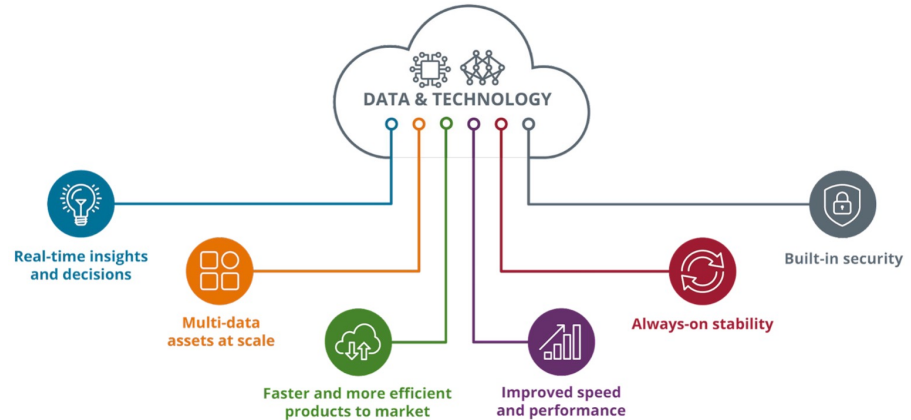 DATA & TECHNOLOGY
Real-time insights
and decisions
Multi-data
assets at scale
Faster and more efficient
products to market
Improved speed
and performance
Always-on stability
Built-in security